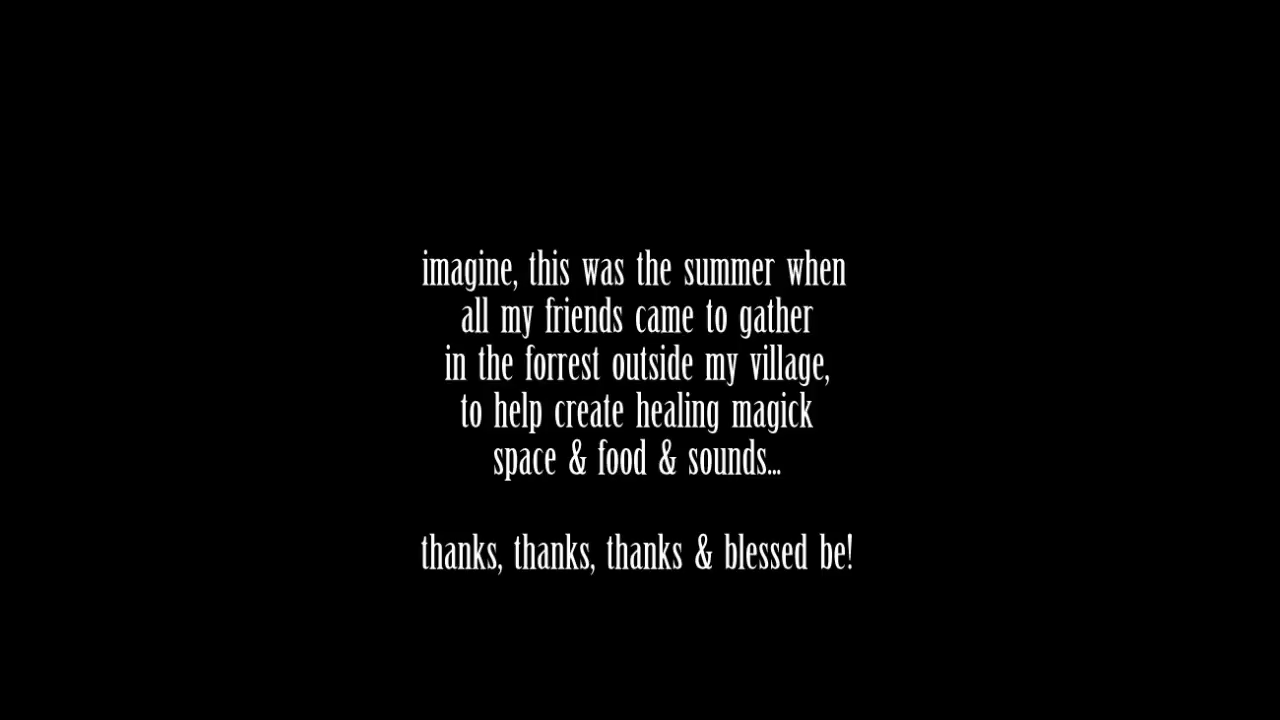 imagine, this was the summer when
all my friends came to gather
in the forrest outside my village,
to help create healing magick
space & food & sounds...
thanks, thanks, thanks & blessed be!